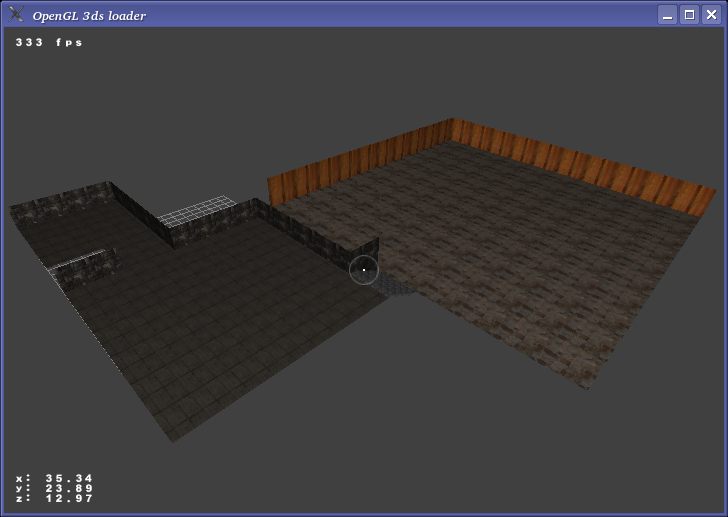 OpenGL 3ds loader
333 fps
x: 35.34
y: 23.89
z: 12.97